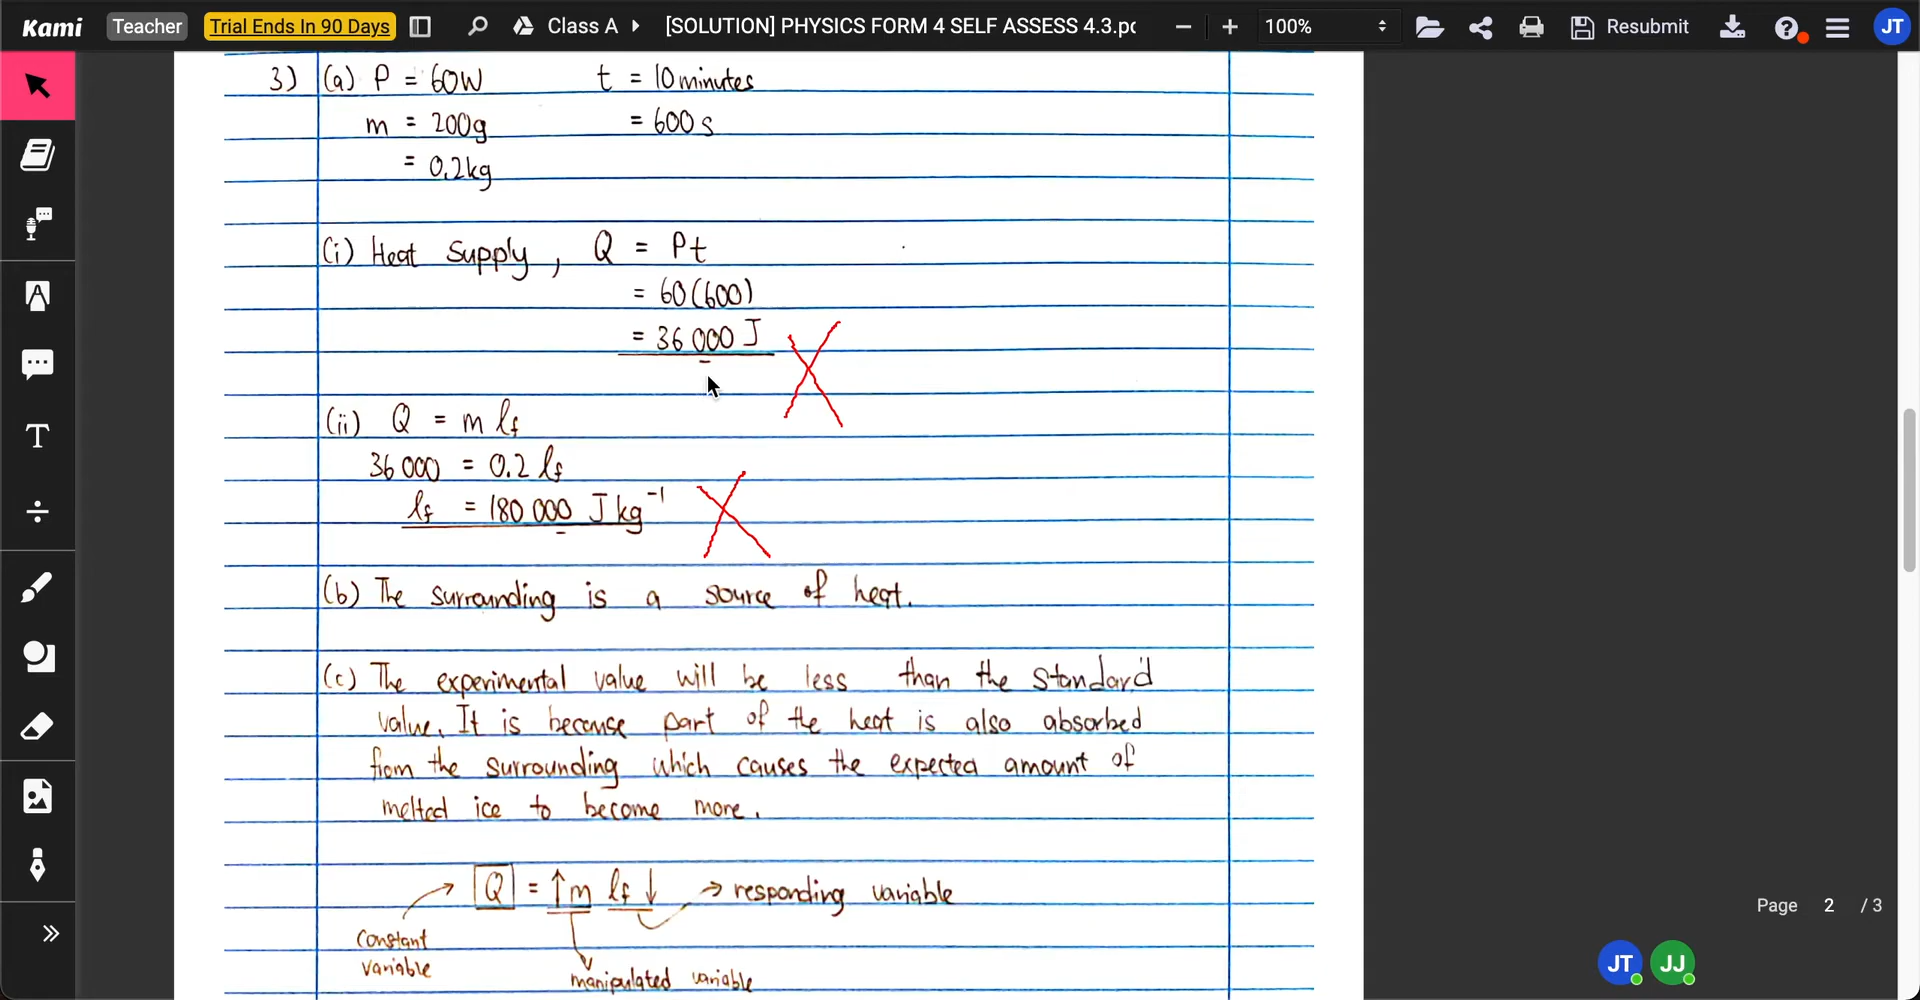 Kami Teacher Trial Ends In 90 Days Class A [SOLUTION] PHYSICS FORM 4 SELF ASSESS 4.3.pc 100% Resubmit JT
3) (a) P = 60W t = 10 minutes
m = 200g = 600 s
= 0.2kg
(i) Heat Supply, Q = Pt
= 60(600)
= 36 000 J
(ii) Q = m lf
36 000 = 0.2 lf
lf = 180 000 J kg⁻¹
(b) The surrounding is a source of heat.
(c) The experimental value will be less than the standard
value. It is because part of the heat is also absorbed
from the surrounding which causes the expected amount of
melted ice to become more.
Q = ↑m lf ↓ → responding variable
constant
variable
manipulated variable
Page 2 / 3
JT JJ
T